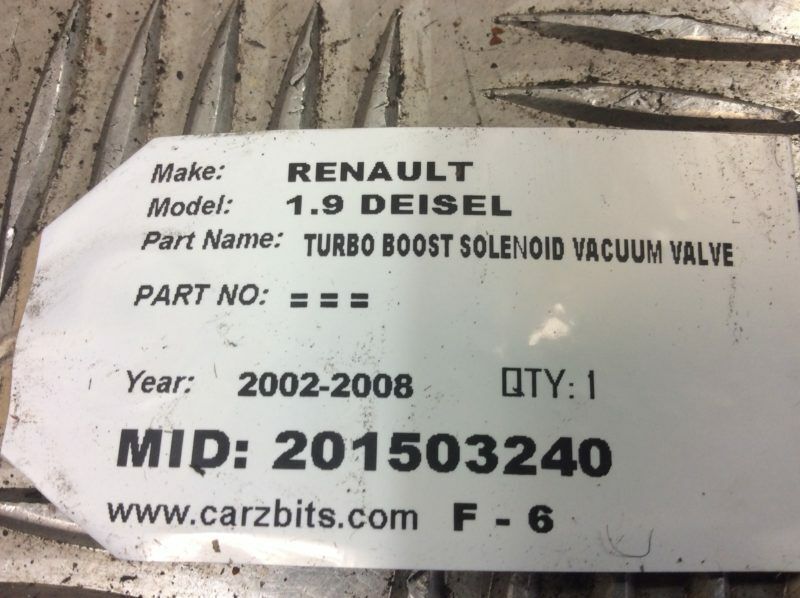 Make: RENAULT
Model: 1.9 DEISEL
Part Name: TURBO BOOST SOLENOID VACUUM VALVE
PART NO: = = =
Year: 2002-2008 QTY: 1
MID: 201503240
www.carzbits.com F - 6